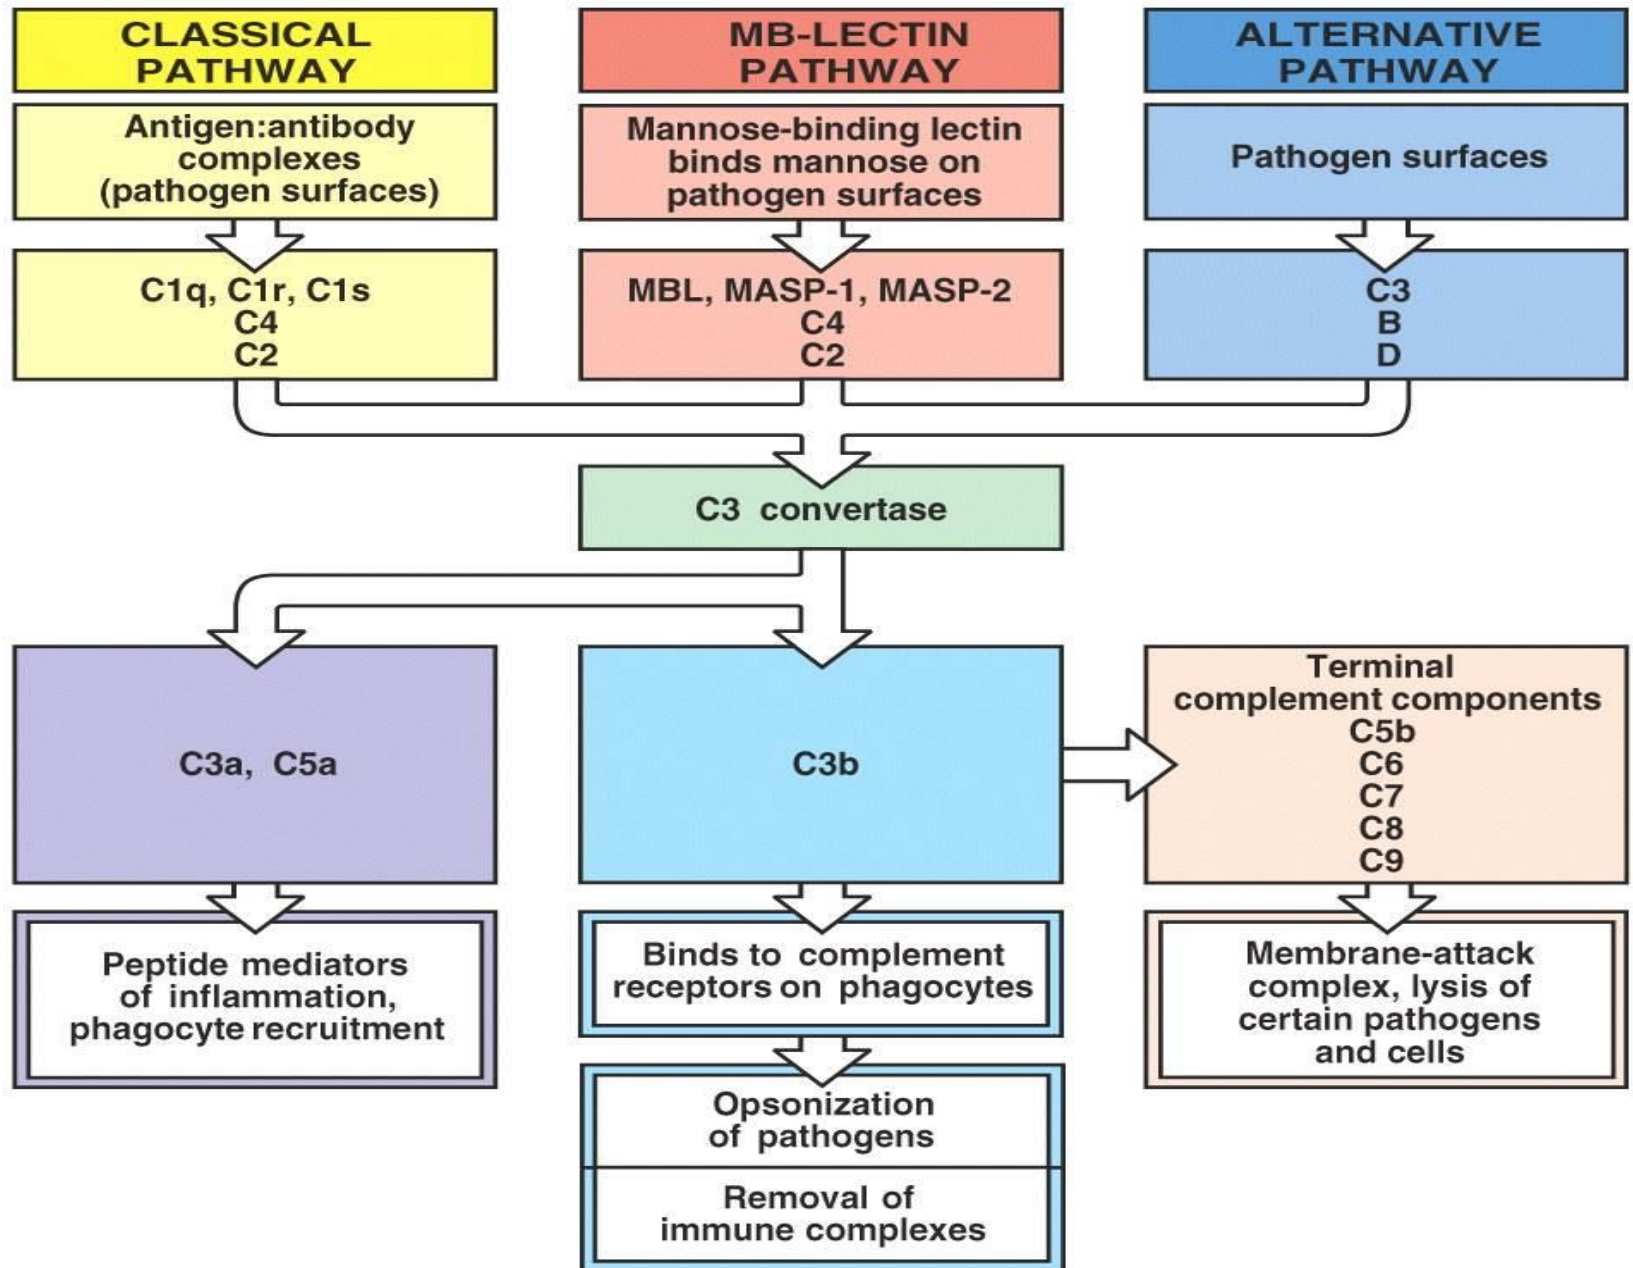 CLASSICAL
PATHWAY
MB-LECTIN
PATHWAY
ALTERNATIVE
PATHWAY
Antigen:antibody
complexes
(pathogen surfaces)
Mannose-binding lectin
binds mannose on
pathogen surfaces
Pathogen surfaces
C1q, C1r, C1s
C4
C2
MBL, MASP-1, MASP-2
C4
C2
C3
B
D
C3 convertase
C3a, C5a
C3b
Terminal
complement components
C5b
C6
C7
C8
C9
Peptide mediators
of inflammation,
phagocyte recruitment
Binds to complement
receptors on phagocytes
Membrane-attack
complex, lysis of
certain pathogens
and cells
Opsonization
of pathogens
Removal of
immune complexes